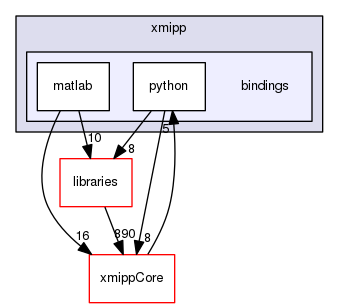 xmipp
matlab
python
bindings
5
10
8
libraries
16
890
8
xmippCore